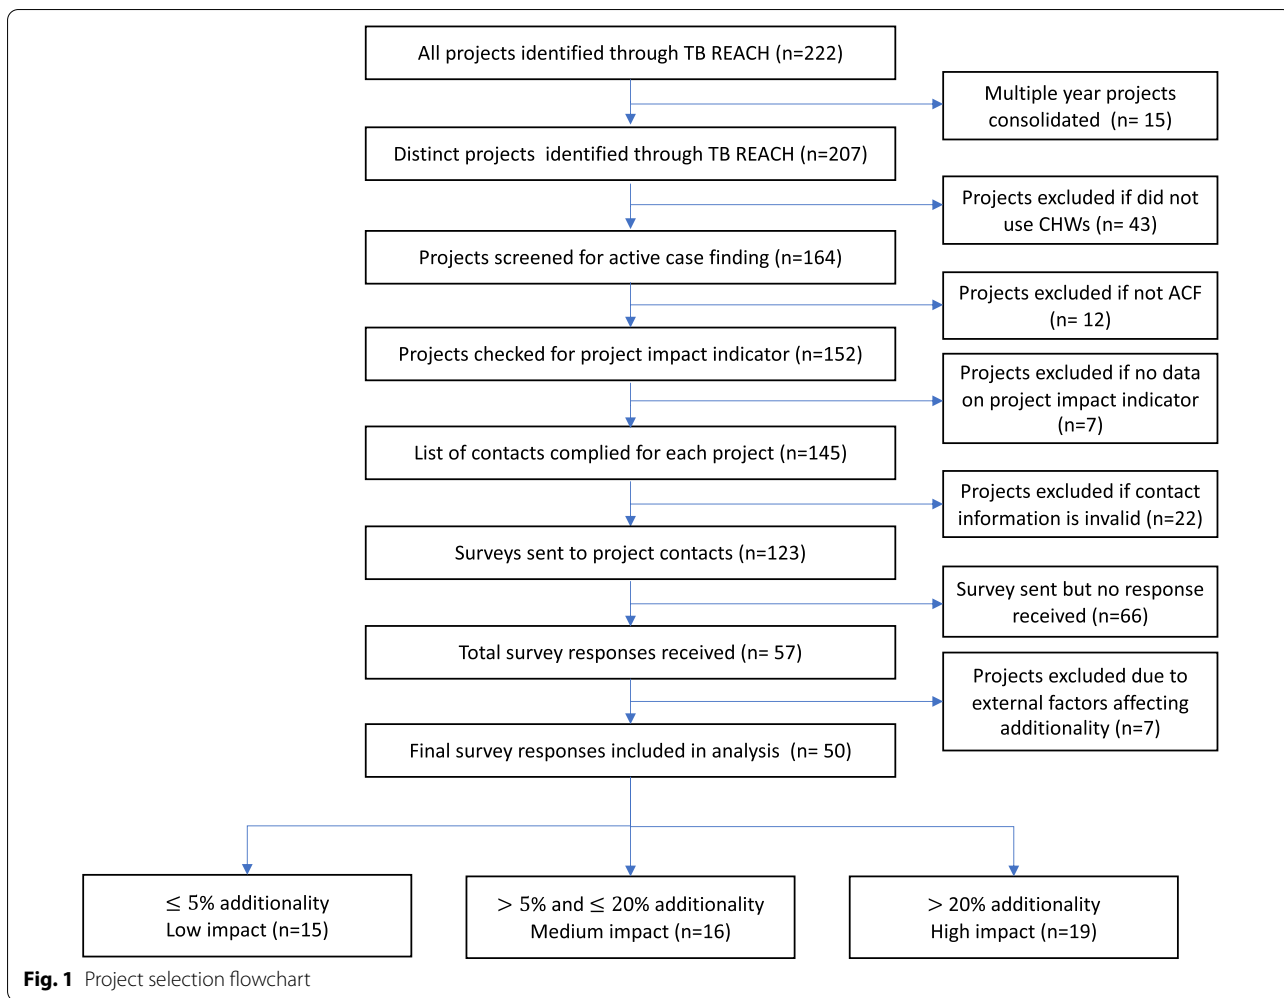 All projects identified through TB REACH (n=222)
Multiple year projects
consolidated (n= 15)
Distinct projects identified through TB REACH (n=207)
Projects excluded if did not
use CHWs (n= 43)
Projects screened for active case finding (n=164)
Projects excluded if not ACF
(n= 12)
Projects checked for project impact indicator (n=152)
Projects excluded if no data
on project impact indicator
(n=7)
List of contacts complied for each project (n=145)
Projects excluded if contact
information is invalid (n=22)
Surveys sent to project contacts (n=123)
Survey sent but no response
received (n=66)
Total survey responses received (n= 57)
Projects excluded due to
external factors affecting
additionality (n=7)
Final survey responses included in analysis (n= 50)
≤ 5% additionality
Low impact (n=15)
> 5% and ≤ 20% additionality
Medium impact (n=16)
> 20% additionality
High impact (n=19)
Fig. 1 Project selection flowchart